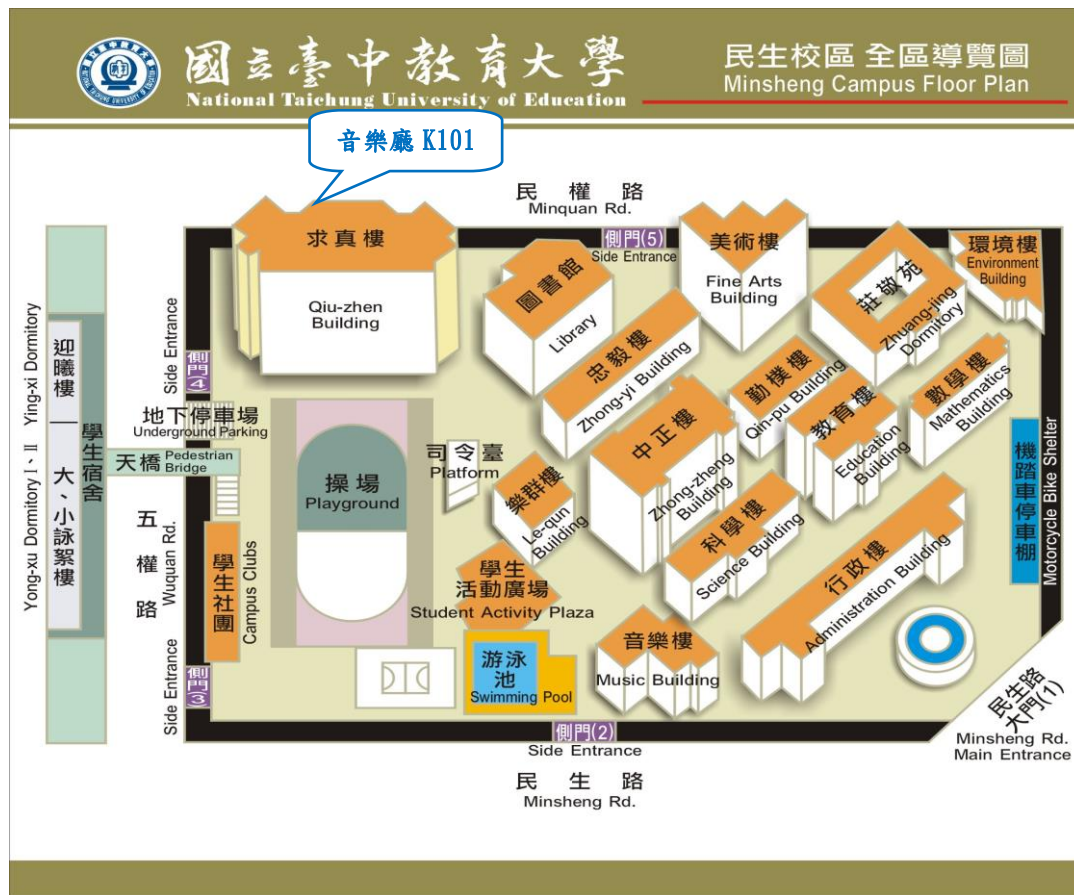 國立臺中教育大學
National Taichung University of Education
民生校區 全區導覽圖
Minsheng Campus Floor Plan
音樂廳 K101
民權路
Minquan Rd.
側門(5)
Side Entrance
求真樓
Qiu-zhen
Building
圖書館
Library
美術樓
Fine Arts
Building
莊敬苑
Zhuang-jing
Dormitory
環境樓
Environment
Building
忠毅樓
Zhong-yi Building
勤樸樓
Qin-pu Building
教育樓
Education
Building
數學樓
Mathematics
Building
中正樓
Zhong-zheng
Building
機踏車停車棚
Motorcycle Bike Shelter
側門(4)
Side Entrance
地下停車場
Underground Parking
天橋
Pedestrian
Bridge
迎曦樓
Ying-xi Dormitory
大、小詠絮樓
Yong-xu Dormitory I、II
學生宿舍
五權路
Wuquan Rd.
操場
Playground
司令臺
Platform
樂群樓
Le-qun
Building
科學樓
Science Building
行政樓
Administration Building
學生社團
Campus Clubs
學生
活動廣場
Student Activity Plaza
游泳
池
Swimming Pool
音樂樓
Music Building
側門(3)
Side Entrance
側門(2)
Side Entrance
民生路
Minsheng Rd.
民生路
大門(1)
Minsheng Rd.
Main Entrance